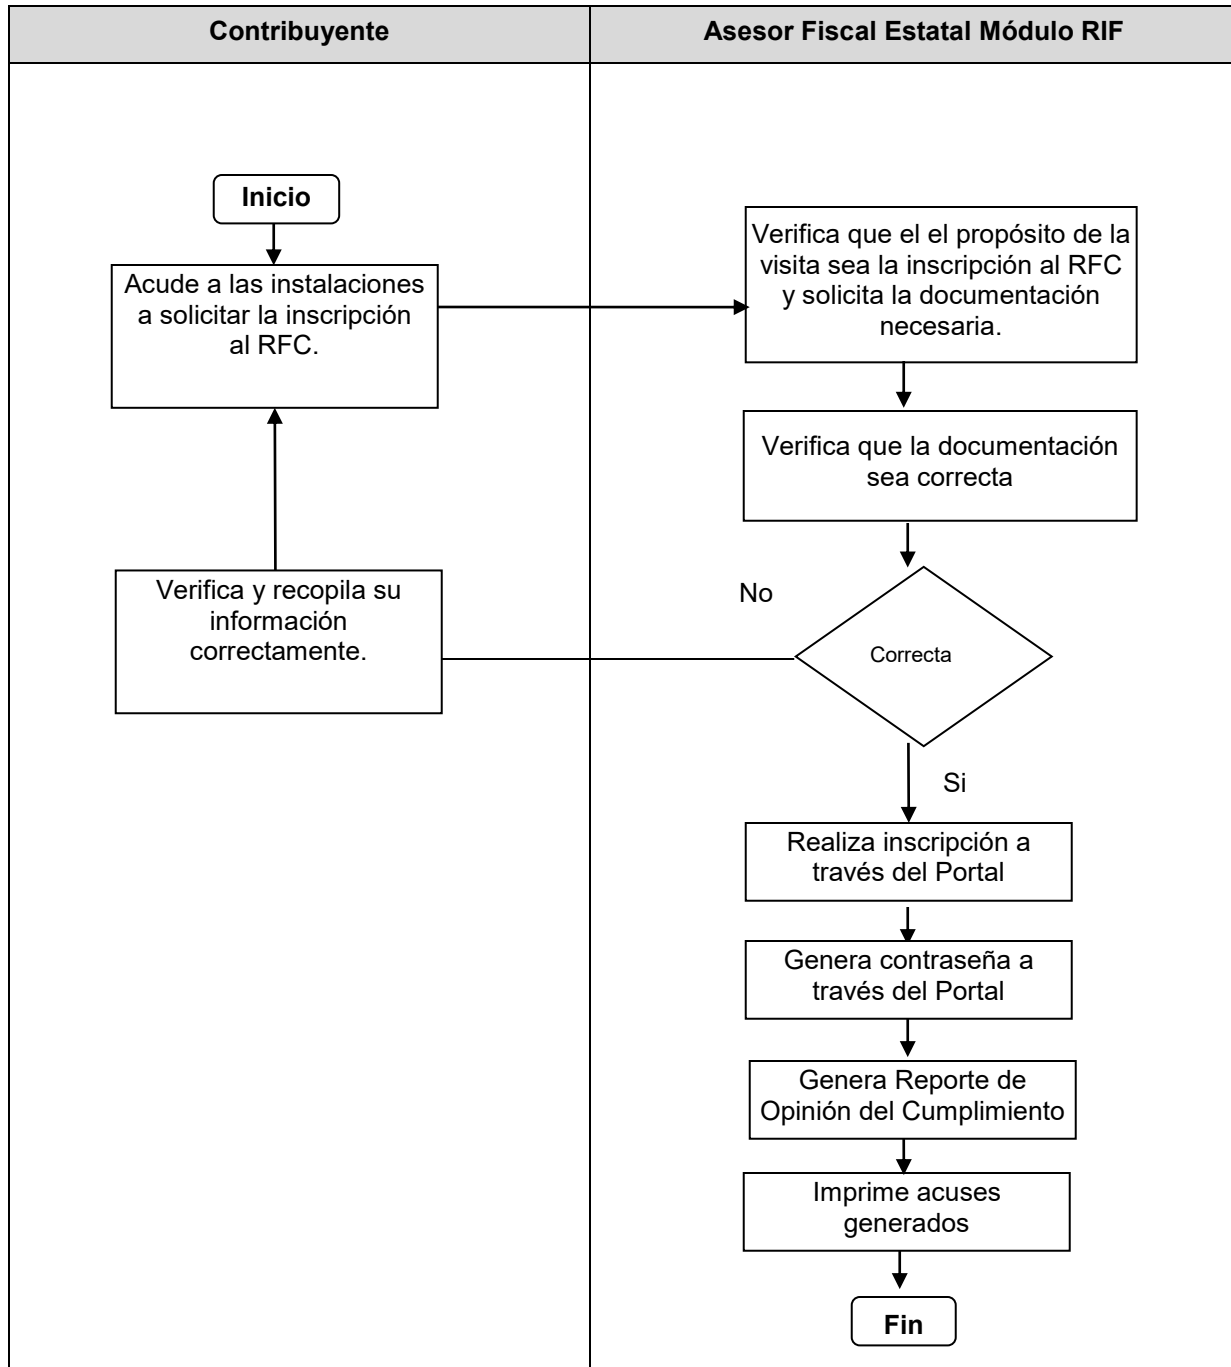 Contribuyente
Asesor Fiscal Estatal Módulo RIF
Inicio
Acude a las instalaciones
a solicitar la inscripción
al RFC.
Verifica que el el propósito de la
visita sea la inscripción al RFC
y solicita la documentación
necesaria.
Verifica que la documentación
sea correcta
No
Correcta
Verifica y recopila su
información
correctamente.
Si
Realiza inscripción a
través del Portal
Genera contraseña a
través del Portal
Genera Reporte de
Opinión del Cumplimiento
Imprime acuses
generados
Fin